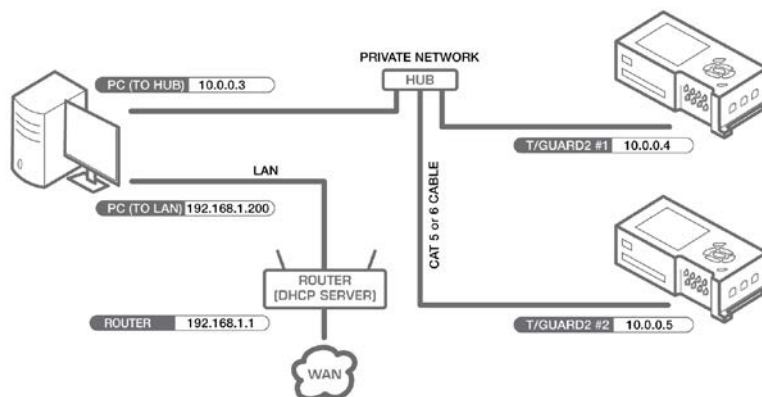 PRIVATE NETWORK
HUB
PC (TO HUB) 10.0.0.3
T/GUARD2 #1 10.0.0.4
LAN
CAT 5 or 6 CABLE
PC (TO LAN) 192.168.1.200
ROUTER
(DHCP SERVER)
ROUTER 192.168.1.1
T/GUARD2 #2 10.0.0.5
WAN